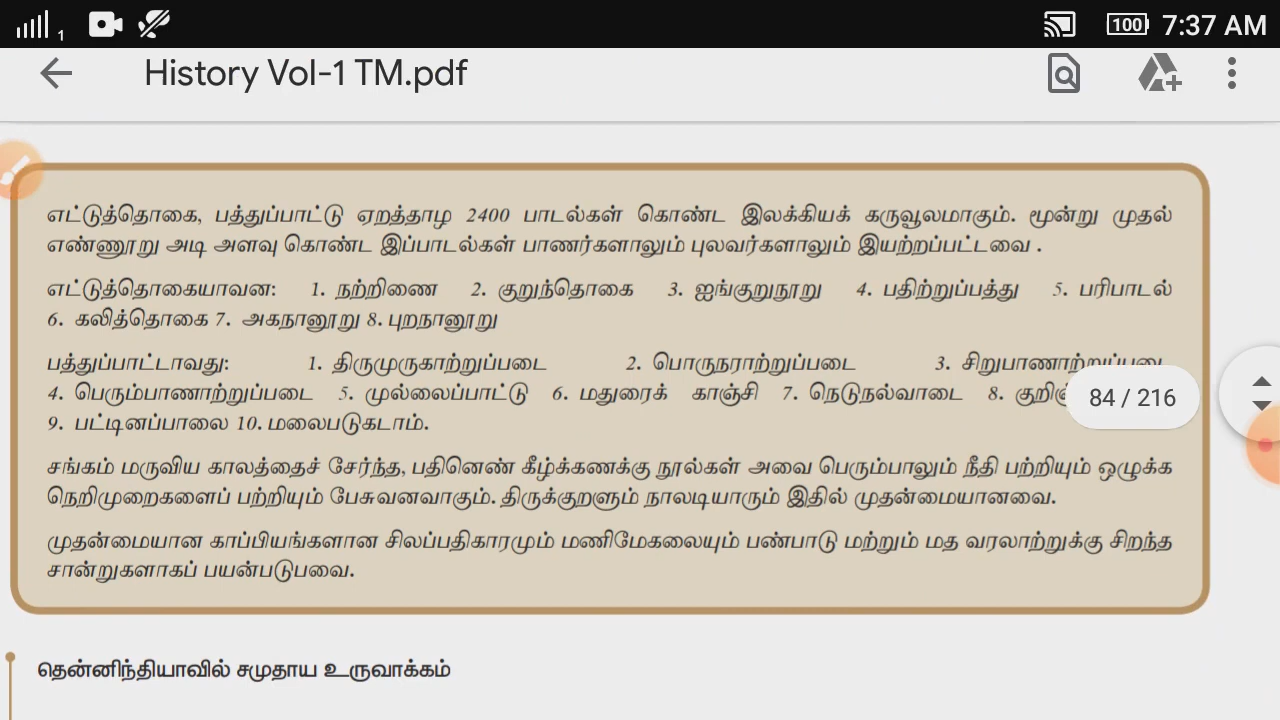 1
100 7:37 AM
History Vol-1 TM.pdf
எட்டுத்தொகை, பத்துப்பாட்டு ஏறத்தாழ 2400 பாடல்கள் கொண்ட இலக்கியக் கருவூலமாகும். மூன்று முதல்
எண்ணூறு அடி அளவு கொண்ட இப்பாடல்கள் பாணர்களாலும் புலவர்களாலும் இயற்றப்பட்டவை .
எட்டுத்தொகையாவன: 1. நற்றிணை 2. குறுந்தொகை 3. ஐங்குறுநூறு 4. பதிற்றுப்பத்து 5. பரிபாடல்
6. கலித்தொகை 7. அகநானூறு 8. புறநானூறு
பத்துப்பாட்டாவது: 1. திருமுருகாற்றுப்படை 2. பொருநராற்றுப்படை 3. சிறுபாணாற்றுப்படை
4. பெரும்பாணாற்றுப்படை 5. முல்லைப்பாட்டு 6. மதுரைக் காஞ்சி 7. நெடுநல்வாடை 8.
84 / 216
9. பட்டினப்பாலை 10. மலைபடுகடாம்.
சங்கம் மருவிய காலத்தைச் சேர்ந்த, பதினெண் கீழ்க்கணக்கு நூல்கள் அவை பெரும்பாலும் நீதி பற்றியும் ஒழுக்க
நெறிமுறைகளைப் பற்றியும் பேசுவனவாகும். திருக்குறளும் நாலடியாரும் இதில் முதன்மையானவை.
முதன்மையான காப்பியங்களான சிலப்பதிகாரமும் மணிமேகலையும் பண்பாடு மற்றும் மத வரலாற்றுக்கு சிறந்த
சான்றுகளாகப் பயன்படுபவை.
தென்னிந்தியாவில் சமுதாய உருவாக்கம்